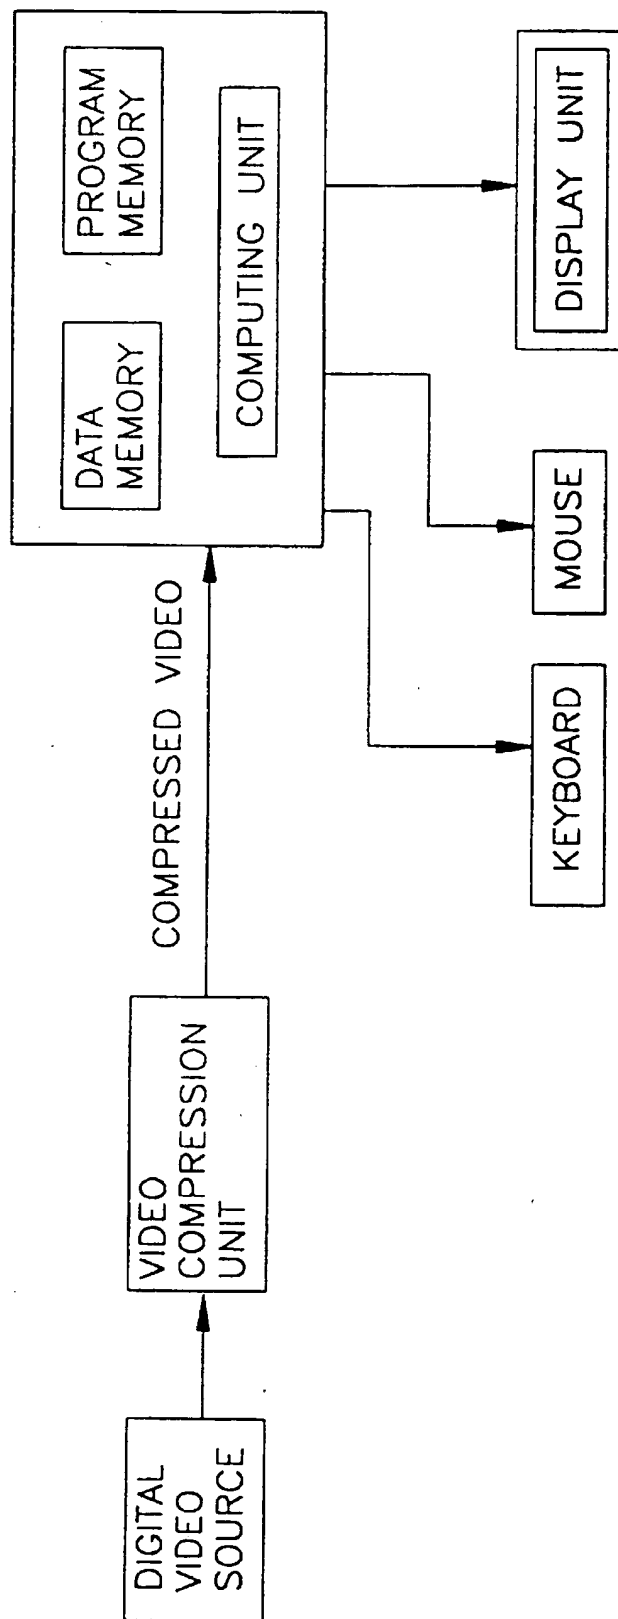 DIGITAL
VIDEO
SOURCE
VIDEO
COMPRESSION
UNIT
COMPRESSED VIDEO
DATA
MEMORY
PROGRAM
MEMORY
COMPUTING UNIT
KEYBOARD
MOUSE
DISPLAY UNIT